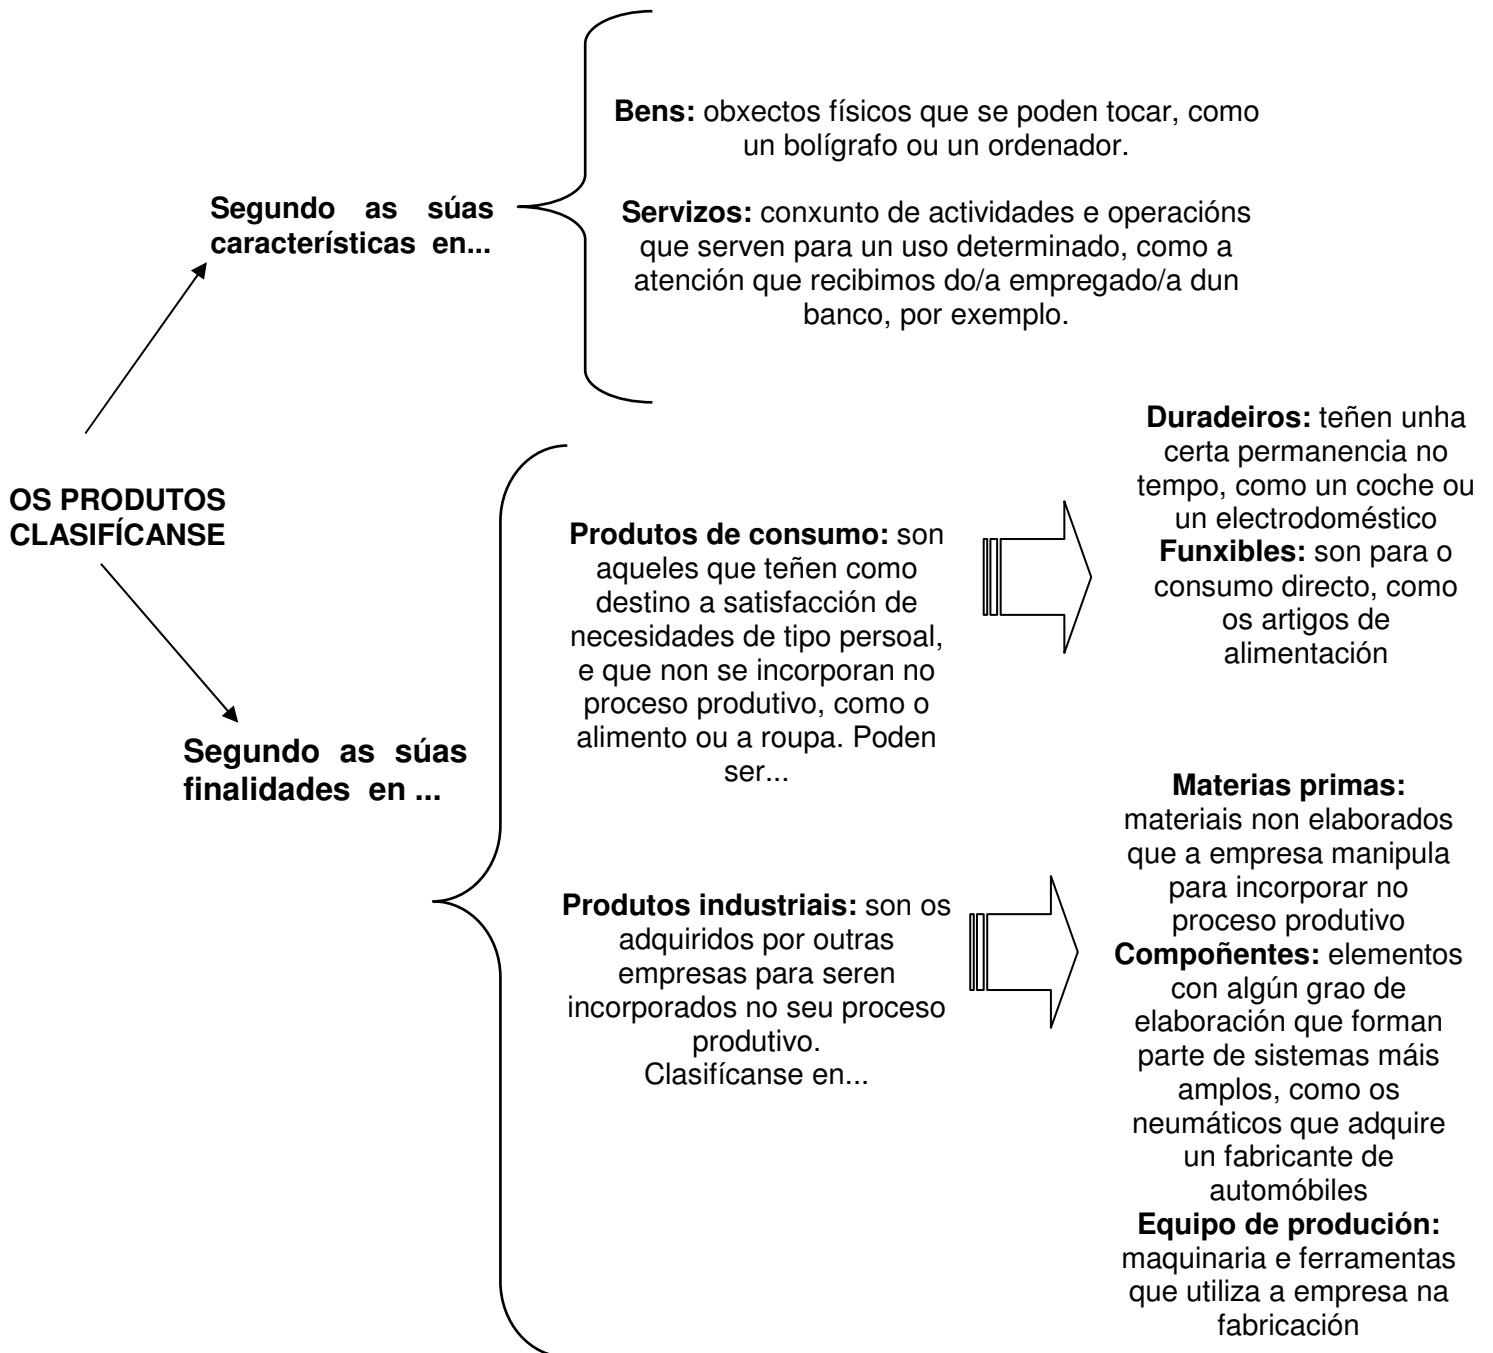 Bens: obxectos físicos que se poden tocar, como
un bolígrafo ou un ordenador.
Segundo as súas
características en...
Servizos: conxunto de actividades e operacións
que serven para un uso determinado, como a
atención que recibimos do/a empregado/a dun
banco, por exemplo.
OS PRODUTOS
CLASIFÍCANSE
Segundo as súas
finalidades en ...
Produtos de consumo: son
aqueles que teñen como
destino a satisfacción de
necesidades de tipo persoal,
e que non se incorporan no
proceso produtivo, como o
alimento ou a roupa. Poden
ser...
Duradeiros: teñen unha
certa permanencia no
tempo, como un coche ou
un electrodoméstico
Funxibles: son para o
consumo directo, como
os artigos de
alimentación
Produtos industriais: son os
adquiridos por outras
empresas para seren
incorporados no seu proceso
produtivo.
Clasifícanse en...
Materias primas:
materiais non elaborados
que a empresa manipula
para incorporar no
proceso produtivo
Compoñentes: elementos
con algún grao de
elaboración que forman
parte de sistemas máis
amplos, como os
neumáticos que adquire
un fabricante de
automóbiles
Equipo de produción:
maquinaria e ferramentas
que utiliza a empresa na
fabricación